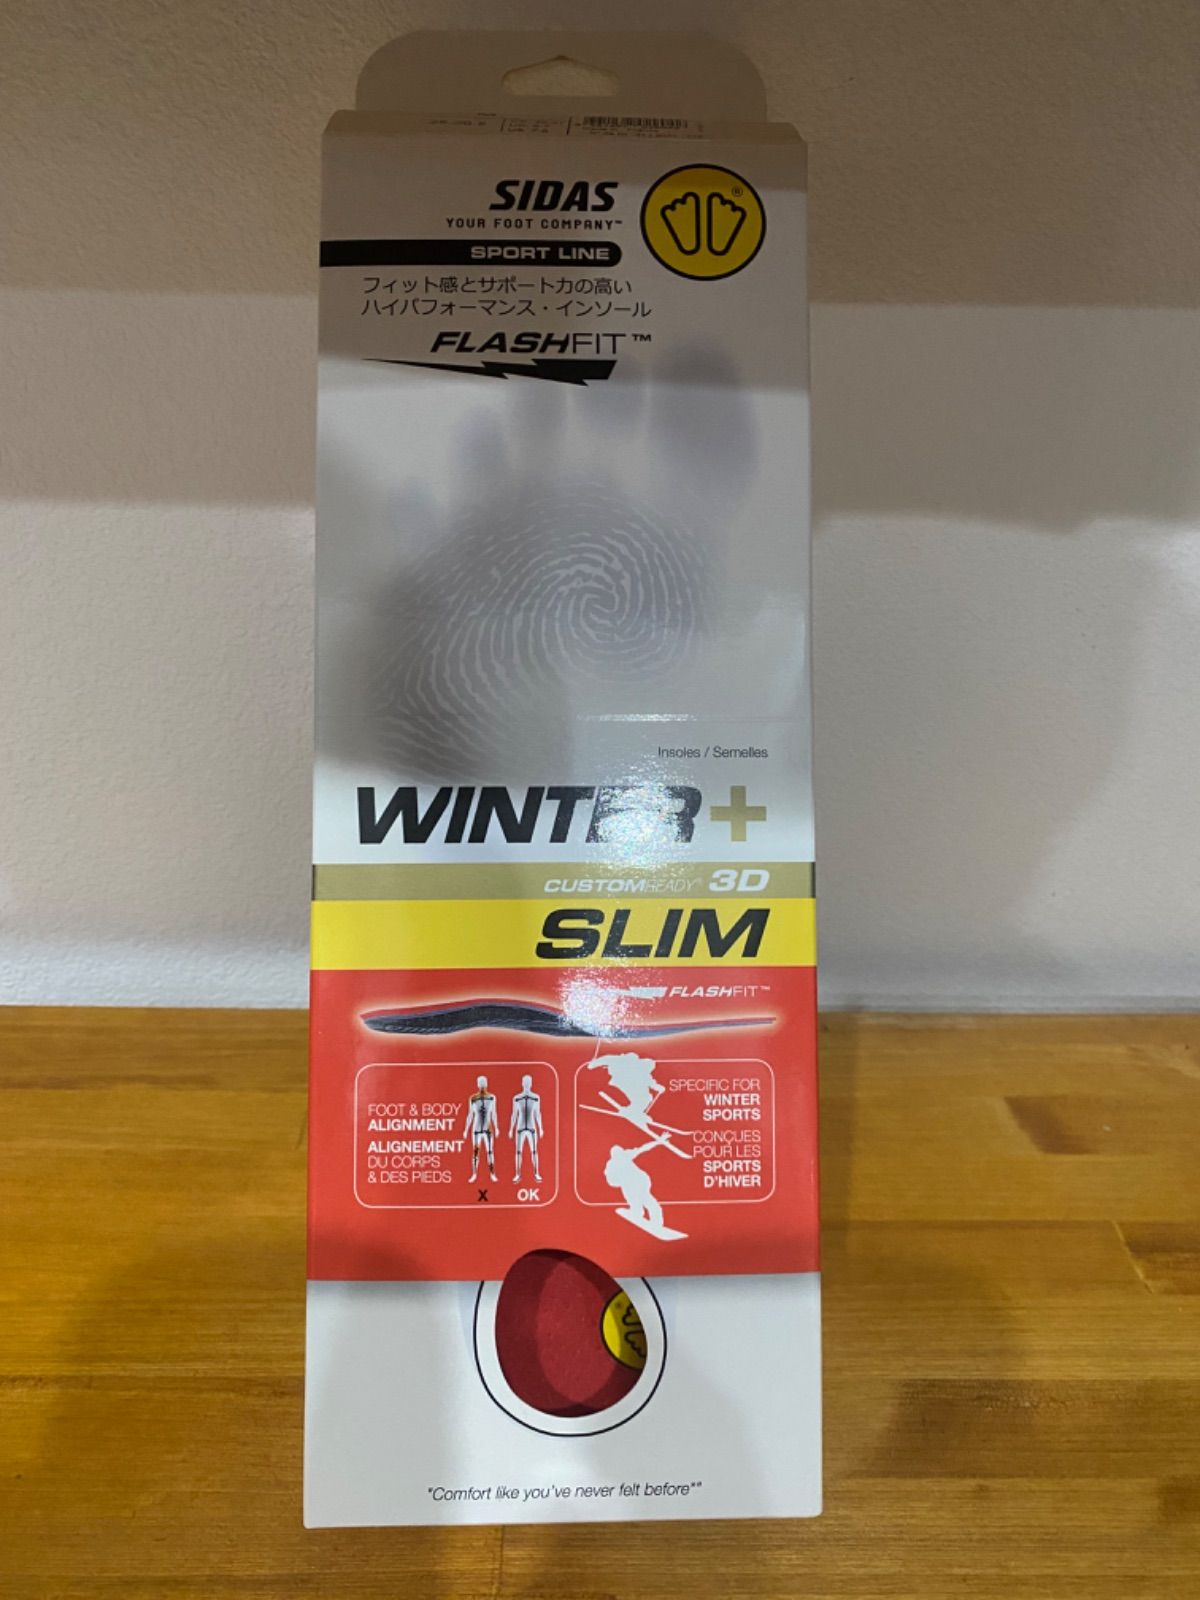 SIDAS
YOUR FOOT COMPANY™
®
SPORT LINE
フィット感とサポート力の高い
ハイパフォーマンス・インソール
FLASHFIT™
Insoles / Semelles
WINTER+
CUSTOMREADY® 3D
SLIM
FLASHFIT™
FOOT & BODY
ALIGNMENT
ALIGNEMENT
DU CORPS
& DES PIEDS
X OK
SPECIFIC FOR
WINTER
SPORTS
CONÇUES
POUR LES
SPORTS
D'HIVER
"Comfort like you've never felt before"*